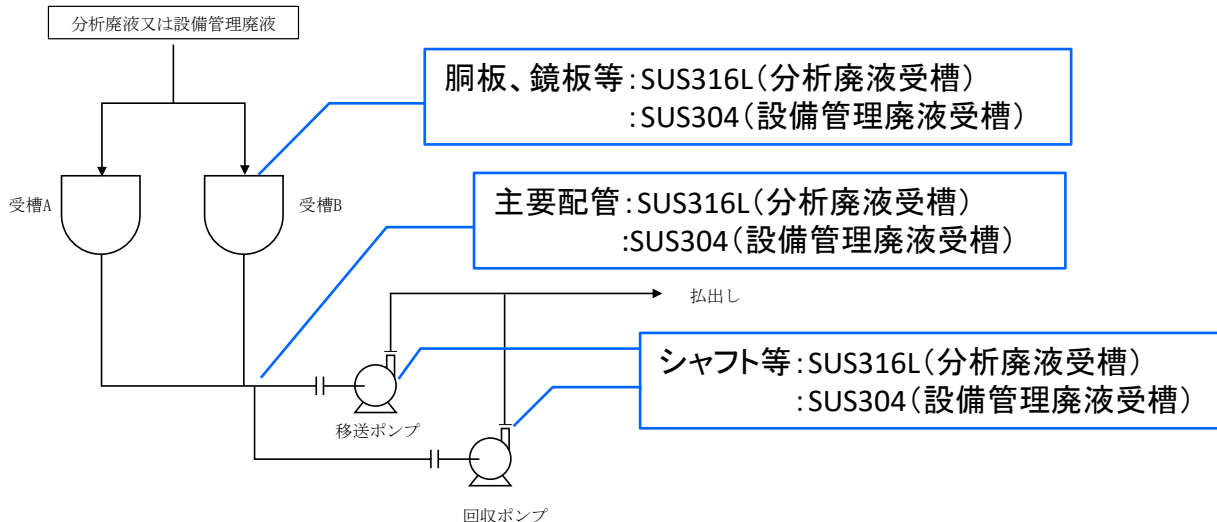 分析廃液又は設備管理廃液
胴板、鏡板等:SUS316L(分析廃液受槽)
:SUS304(設備管理廃液受槽)
受槽A
受槽B
主要配管:SUS316L(分析廃液受槽)
:SUS304(設備管理廃液受槽)
払出し
シャフト等:SUS316L(分析廃液受槽)
:SUS304(設備管理廃液受槽)
移送ポンプ
回収ポンプ